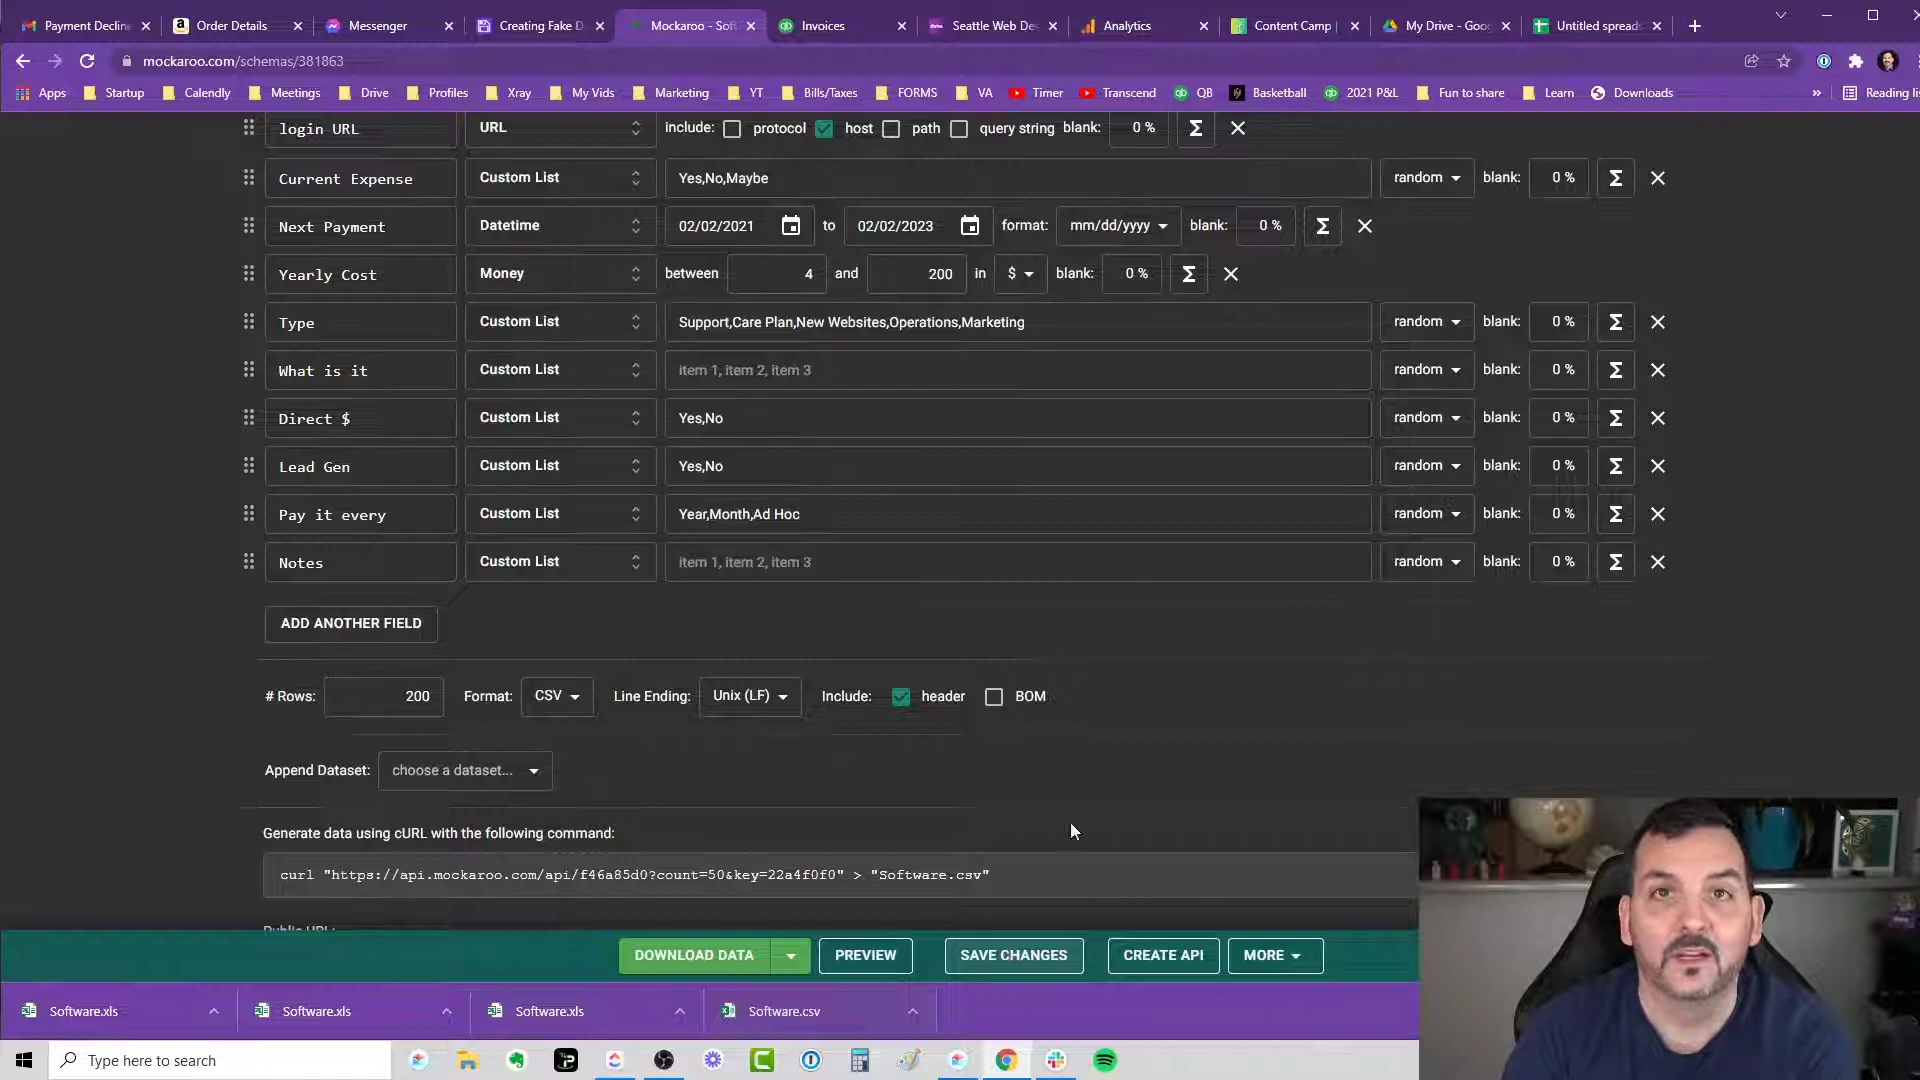 Payment Decline
Order Details
Messenger
Creating Fake D
Mockaroo - Soft
Invoices
Seattle Web De
Analytics
Content Camp |
My Drive - Goo
Untitled spreads
mockaroo.com/schemas/381863
Apps
Startup
Calendly
Meetings
Drive
Profiles
Xray
My Vids
Marketing
YT
Bills/Taxes
FORMS
VA
Timer
Transcend
QB
Basketball
2021 P&L
Fun to share
Learn
Downloads
»
Reading lis
login URL URL include: protocol host path query string blank: 0 % Σ
Current Expense Custom List Yes,No,Maybe random blank: 0 % Σ
Next Payment Datetime 02/02/2021 to 02/02/2023 format: mm/dd/yyyy blank: 0 % Σ
Yearly Cost Money between 4 and 200 in $ blank: 0 % Σ
Type Custom List Support,Care Plan,New Websites,Operations,Marketing random blank: 0 % Σ
What is it Custom List item 1, item 2, item 3 random blank: 0 % Σ
Direct $ Custom List Yes,No random blank: 0 % Σ
Lead Gen Custom List Yes,No random blank: 0 % Σ
Pay it every Custom List Year,Month,Ad Hoc random blank: 0 % Σ
Notes Custom List item 1, item 2, item 3 random blank: 0 % Σ
ADD ANOTHER FIELD
# Rows: 200 Format: CSV Line Ending: Unix (LF) Include: header BOM
Append Dataset: choose a dataset...
Generate data using cURL with the following command:
curl "https://api.mockaroo.com/api/f46a85d0?count=50&key=22a4f0f0" > "Software.csv"
Public URL:
DOWNLOAD DATA
PREVIEW
SAVE CHANGES
CREATE API
MORE
Software.xls
Software.xls
Software.xls
Software.csv
Type here to search